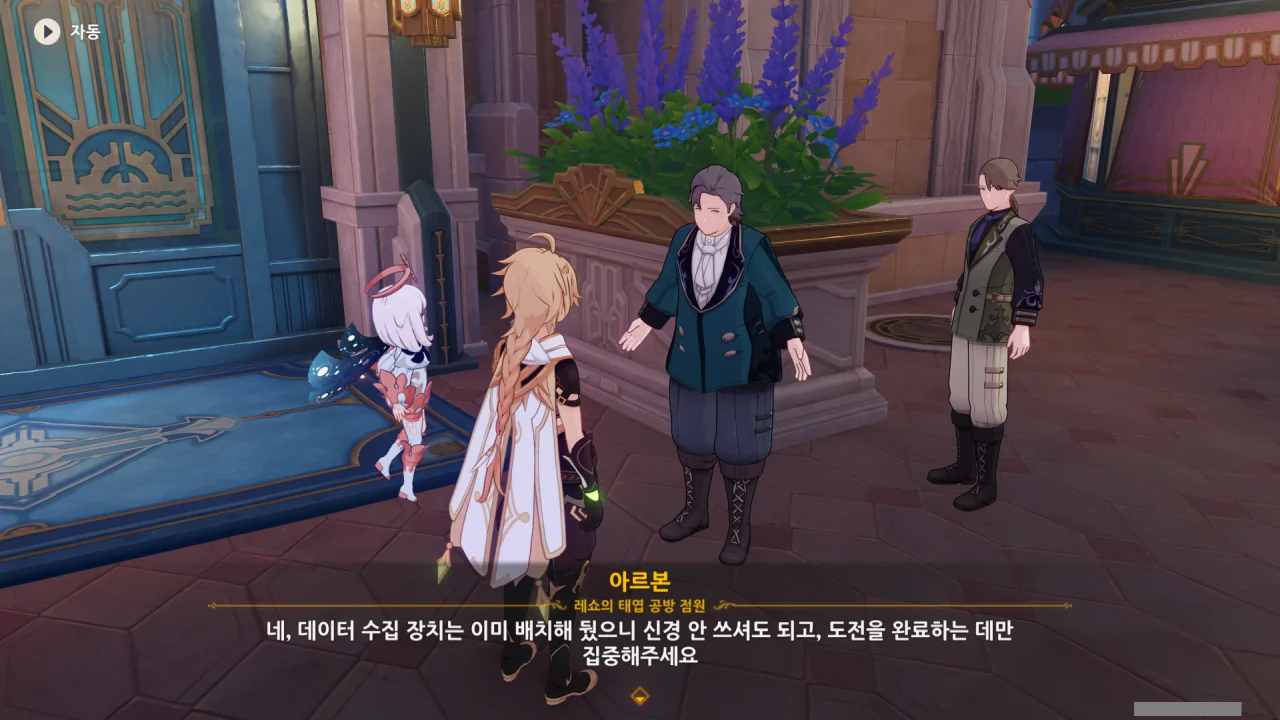 자동
아르본
레쇼의 태엽 공방 점원
네, 데이터 수집 장치는 이미 배치해 뒀으니 신경 안 쓰셔도 되고, 도전을 완료하는 데만
집중해주세요